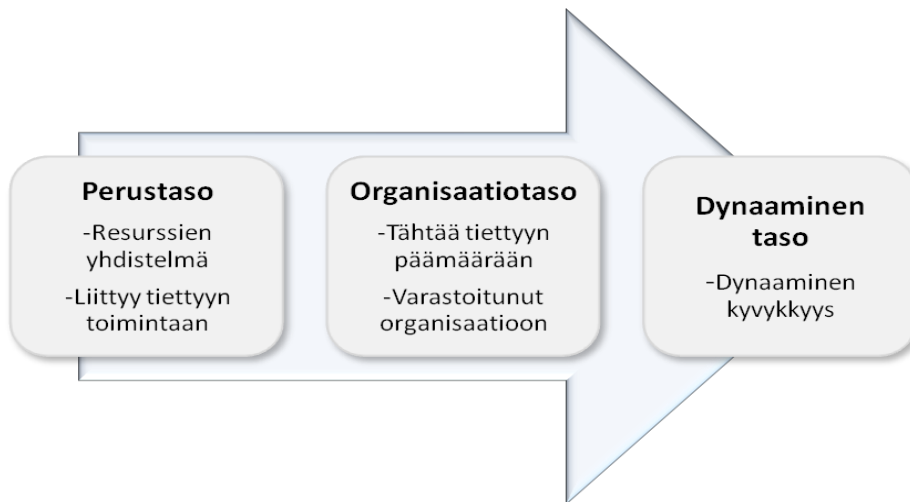 Perustaso
-Resurssien
yhdistelmä
-Liittyy tiettyyn
toimintaan
Organisaatiotaso
-Tähtää tiettyyn
päämäärään
-Varastoitunut
organisaatioon
Dynaaminen
taso
-Dynaaminen
kyvykkyys